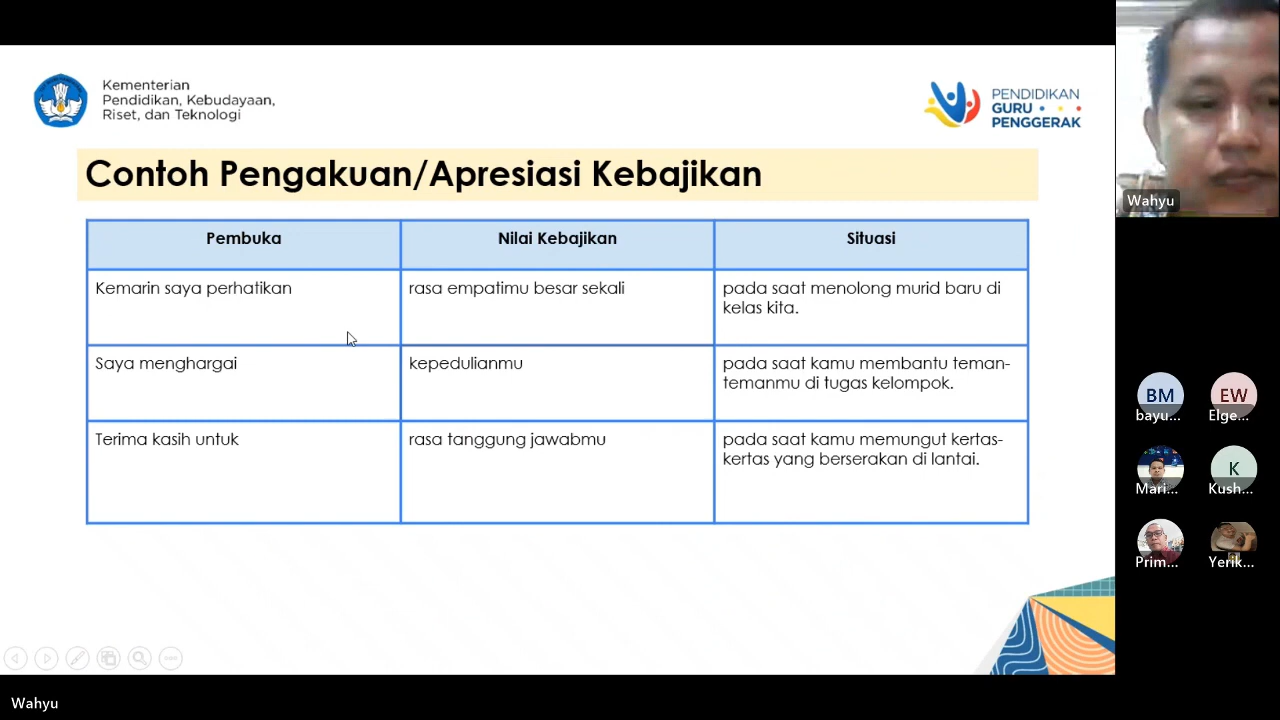 Kementerian
Pendidikan, Kebudayaan,
Riset, dan Teknologi
PENDIDIKAN
GURU
PENGGERAK
Contoh Pengakuan/Apresiasi Kebajikan
Pembuka
Nilai Kebajikan
Situasi
Kemarin saya perhatikan
rasa empatimu besar sekali
pada saat menolong murid baru di
kelas kita.
Saya menghargai
kepedulianmu
pada saat kamu membantu teman-
temanmu di tugas kelompok.
Terima kasih untuk
rasa tanggung jawabmu
pada saat kamu memungut kertas-
kertas yang berserakan di lantai.
Wahyu
BM
bayu...
EW
Elge...
Mari...
K
Kush...
Prim...
Yerik...
Wahyu